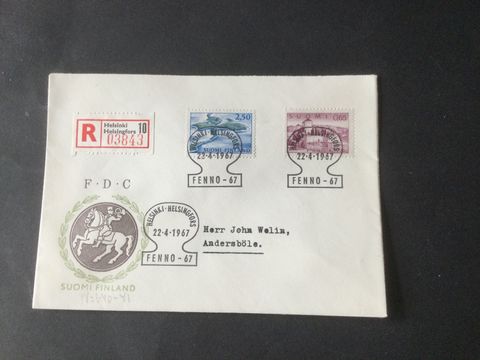 Helsinki
Helsingfors
10
R
03843
2,50
SUOMI FINLAND
SUOMI
0,65
HELSINKI-HELSINGFORS
22-4-1967
FENNO-67
HELSINKI-HELSINGFORS
22-4-1967
FENNO-67
F · D · C
HELSINKI-HELSINGFORS
22-4-1967
FENNO-67
Herr John Welin,
Andersböle.
SUOMI FINLAND